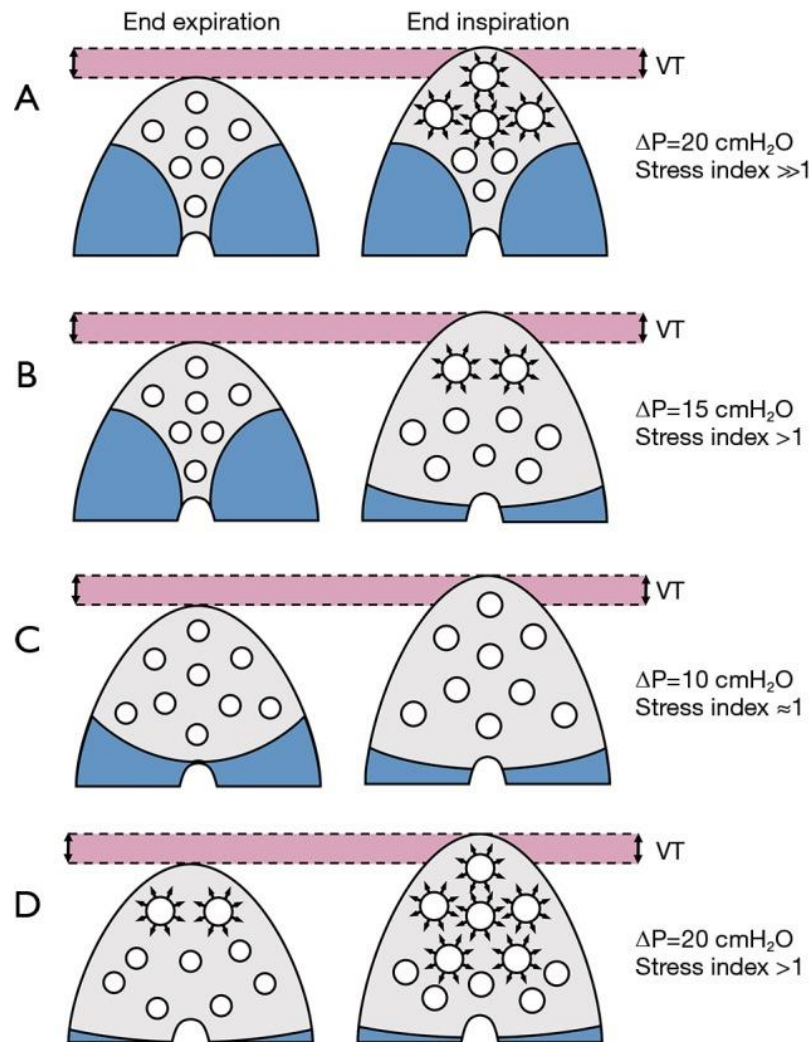 End expiration
End inspiration
A
VT
ΔP=20 cmH₂O
Stress index ≫1
B
VT
ΔP=15 cmH₂O
Stress index >1
C
VT
ΔP=10 cmH₂O
Stress index ≈1
D
VT
ΔP=20 cmH₂O
Stress index >1